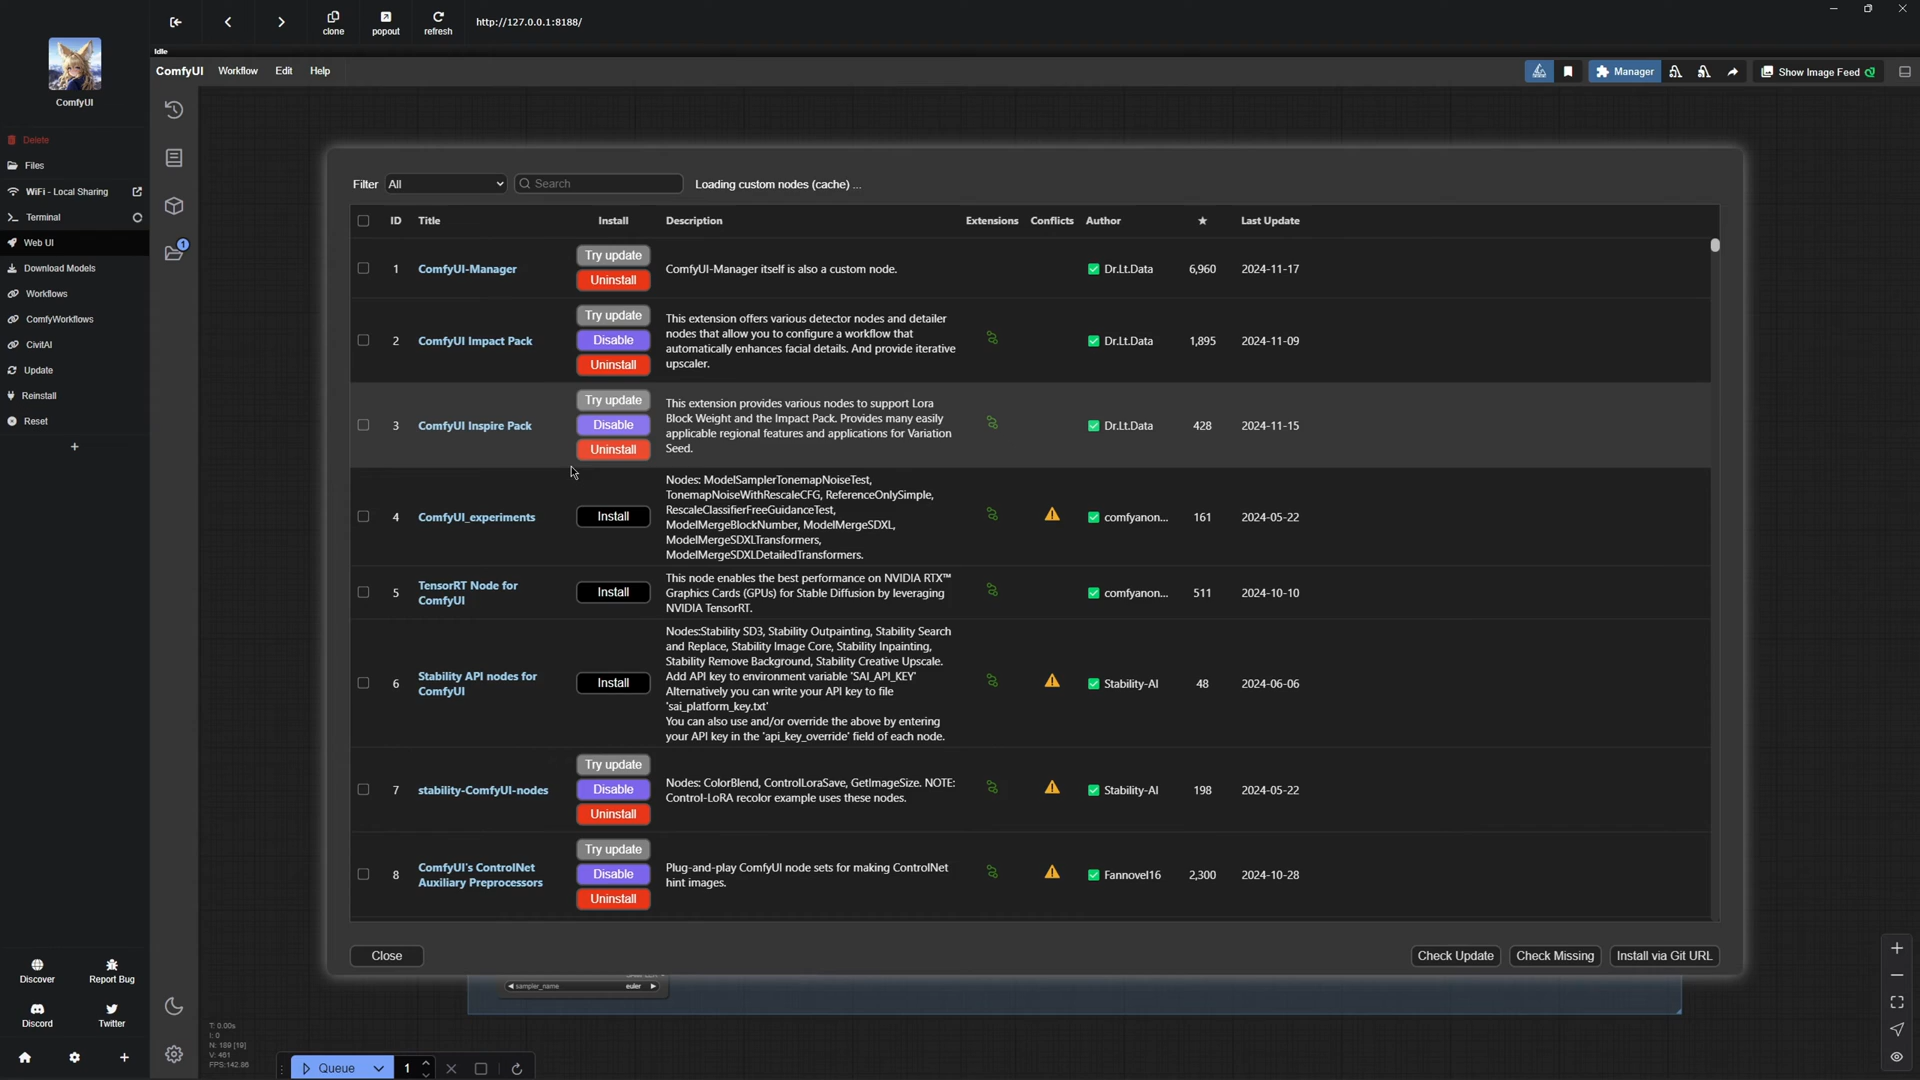 clone
popout
refresh
http://127.0.0.1:8188/
Idle
ComfyUI
Workflow
Edit
Help
Manager
Show Image Feed
ComfyUI
Delete
Files
WiFi - Local Sharing
Terminal
Web UI
Download Models
Workflows
ComfyWorkflows
CivitAI
Update
Reinstall
Reset
1
Filter
All
Search
Loading custom nodes (cache) ...
ID Title Install Description Extensions Conflicts Author ★ Last Update
1
ComfyUI-Manager
Try update
Uninstall
ComfyUI-Manager itself is also a custom node.
Dr.Lt.Data
6,960
2024-11-17
2
ComfyUI Impact Pack
Try update
Disable
Uninstall
This extension offers various detector nodes and detailer
nodes that allow you to configure a workflow that
automatically enhances facial details. And provide iterative
upscaler.
Dr.Lt.Data
1,895
2024-11-09
3
ComfyUI Inspire Pack
Try update
Disable
Uninstall
This extension provides various nodes to support Lora
Block Weight and the Impact Pack. Provides many easily
applicable regional features and applications for Variation
Seed.
Dr.Lt.Data
428
2024-11-15
4
ComfyUI_experiments
Install
Nodes: ModelSamplerTonemapNoiseTest,
TonemapNoiseWithRescaleCFG, ReferenceOnlySimple,
RescaleClassifierFreeGuidanceTest,
ModelMergeBlockNumber, ModelMergeSDXL,
ModelMergeSDXLTransformers,
ModelMergeSDXLDetailedTransformers.
comfyanon...
161
2024-05-22
5
TensorRT Node for
ComfyUI
Install
This node enables the best performance on NVIDIA RTX™
Graphics Cards (GPUs) for Stable Diffusion by leveraging
NVIDIA TensorRT.
comfyanon...
511
2024-10-10
6
Stability API nodes for
ComfyUI
Install
Nodes:Stability SD3, Stability Outpainting, Stability Search
and Replace, Stability Image Core, Stability Inpainting,
Stability Remove Background, Stability Creative Upscale.
Add API key to environment variable 'SAI_API_KEY'
Alternatively you can write your API key to file
'sai_platform_key.txt'
You can also use and/or override the above by entering
your API key in the 'api_key_override' field of each node.
Stability-AI
48
2024-06-06
7
stability-ComfyUI-nodes
Try update
Disable
Uninstall
Nodes: ColorBlend, ControlLoraSave, GetImageSize. NOTE:
Control-LoRA recolor example uses these nodes.
Stability-AI
198
2024-05-22
8
ComfyUI's ControlNet
Auxiliary Preprocessors
Try update
Disable
Uninstall
Plug-and-play ComfyUI node sets for making ControlNet
hint images.
Fannovel16
2,300
2024-10-28
Close
Check Update
Check Missing
Install via Git URL
sampler_name
euler
Discover
Report Bug
Discord
Twitter
T: 0.00s
I: 0
N: 189 [19]
V: 461
FPS:142.86
Queue
1